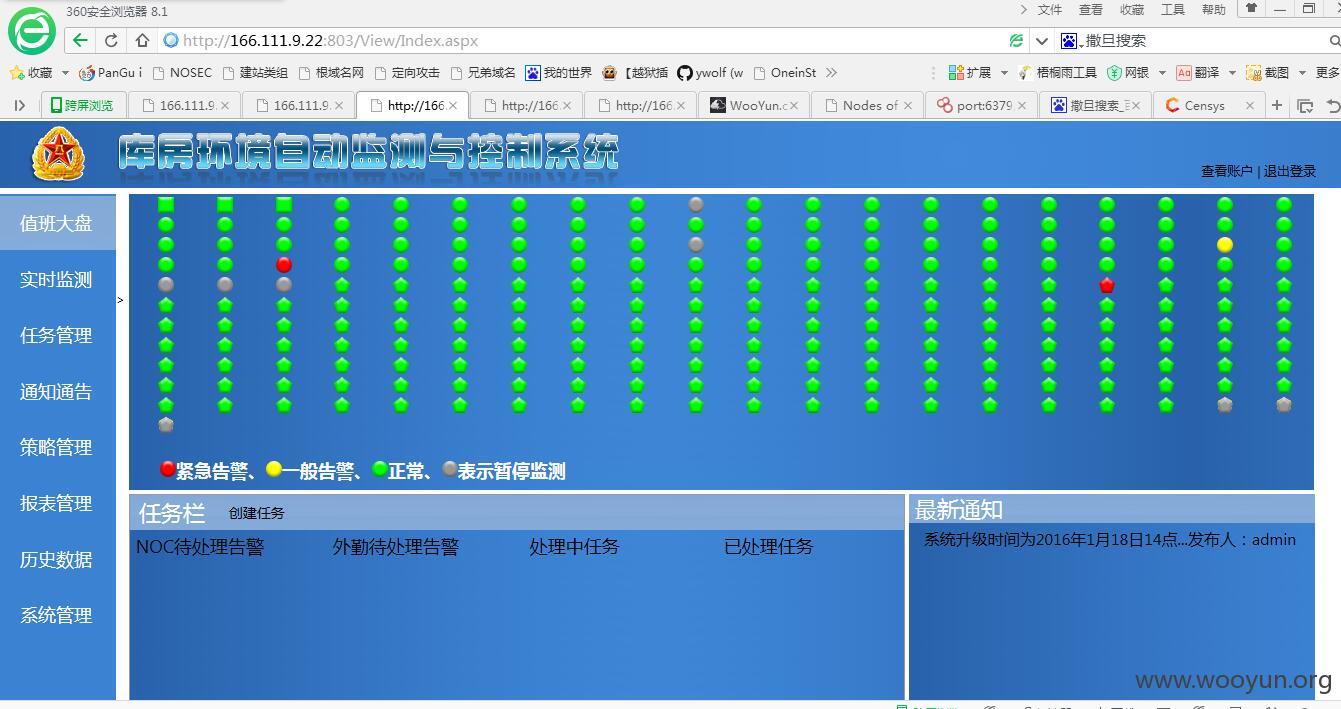 360安全浏览器 8.1
文件 查看 收藏 工具 帮助
http://166.111.9.22:803/View/Index.aspx
撒旦搜索
收藏 PanGu i NOSEC 建站类组 根域名网 定向攻击 兄弟域名 我的世界 【越狱插 ywolf (w OneinSt >> 扩展 梧桐雨工具 网银 翻译 截图 更多
跨屏浏览 166.111.9. 166.111.9. http://166 http://166 http://166 WooYun.c Nodes of port:6379 撒旦搜索_百 Censys
库房环境自动监测与控制系统
查看账户 | 退出登录
值班大盘
实时监测
>
任务管理
通知通告
策略管理
报表管理
历史数据
系统管理
紧急告警、一般告警、正常、表示暂停监测
任务栏 创建任务
NOC待处理告警 外勤待处理告警 处理中任务 已处理任务
最新通知
系统升级时间为2016年1月18日14点...发布人：admin
www.wooyun.org